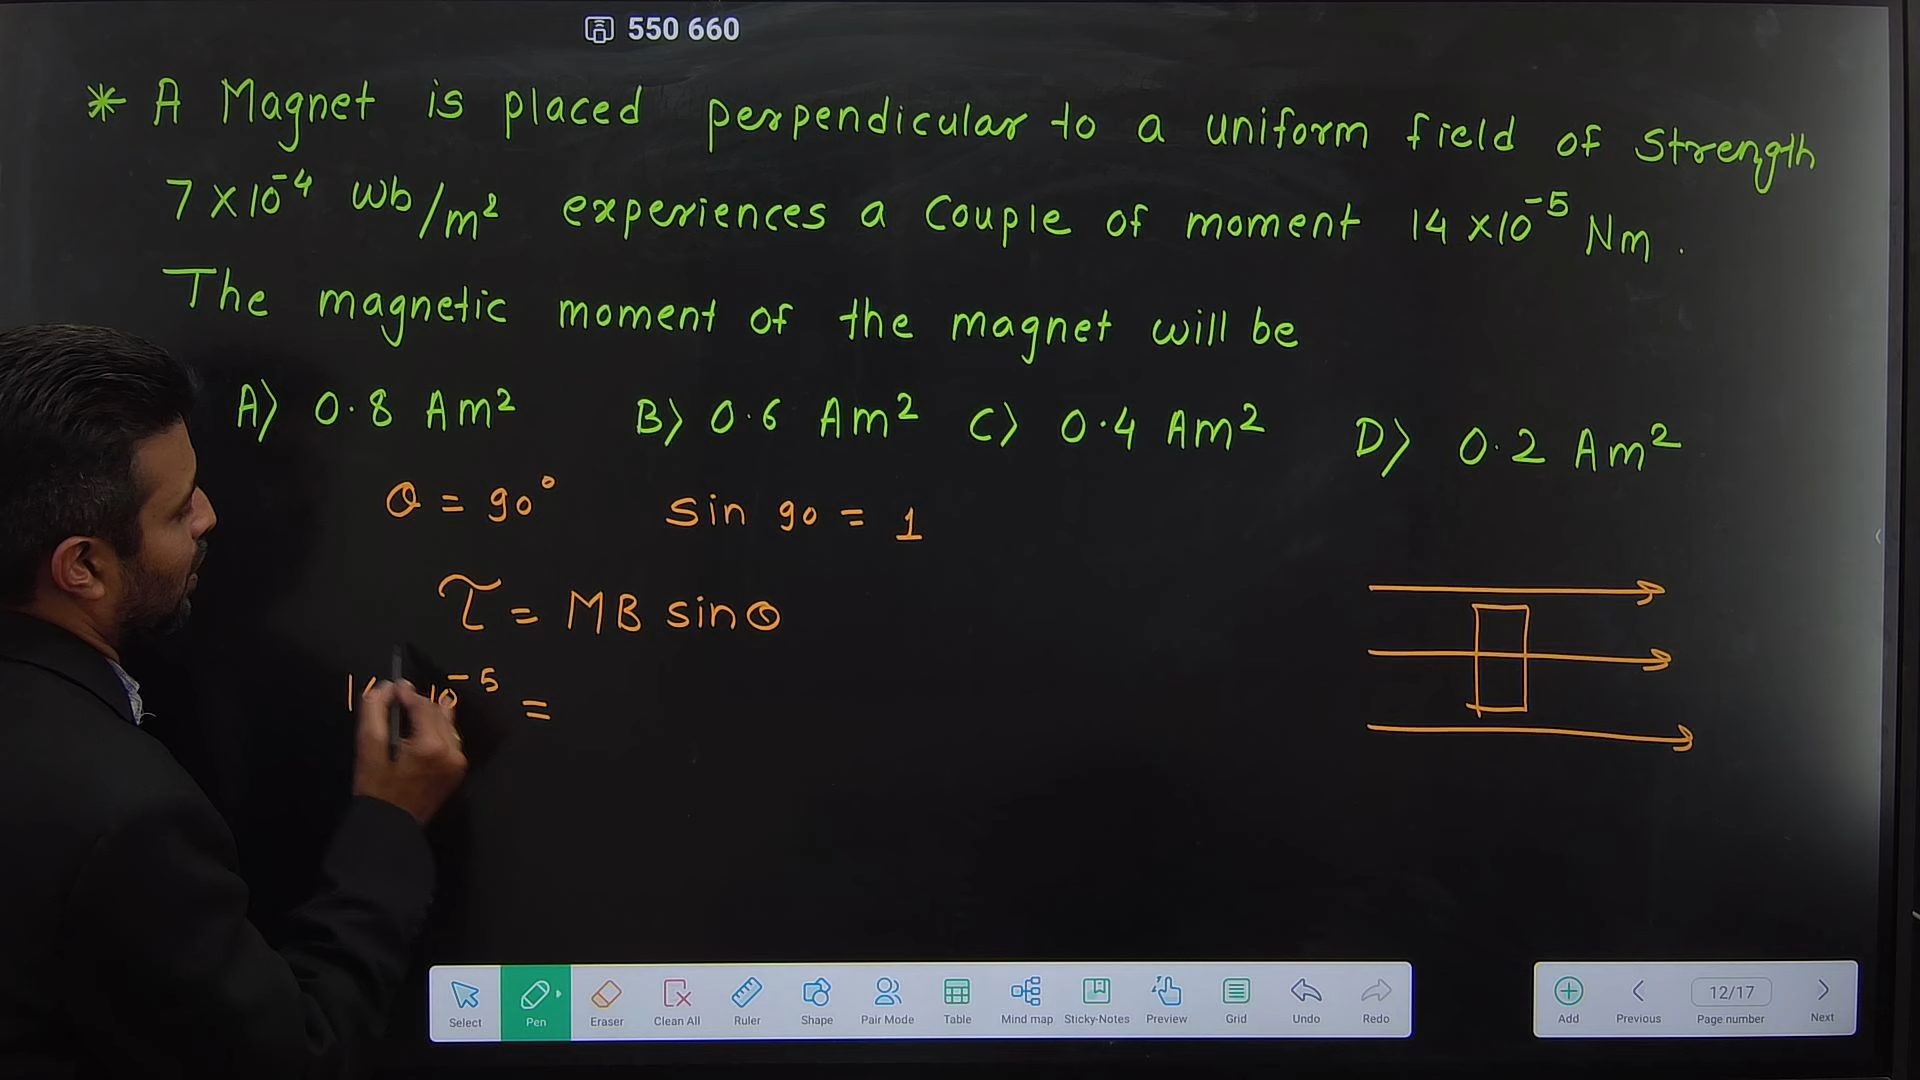 550 660
* A Magnet is placed perpendicular to a uniform field of strength
7 × 10⁻⁴ Wb/m² experiences a couple of moment 14 × 10⁻⁵ Nm.
The magnetic moment of the magnet will be
A) 0.8 Am² B) 0.6 Am² C) 0.4 Am² D) 0.2 Am²
θ = 90° sin 90 = 1
τ = MB sin θ
10⁻⁵ =
Select Pen Eraser Clean All Ruler Shape Pair Mode Table Mind map Sticky-Notes Preview Grid Undo Redo
Add Previous 12/17 Page number Next